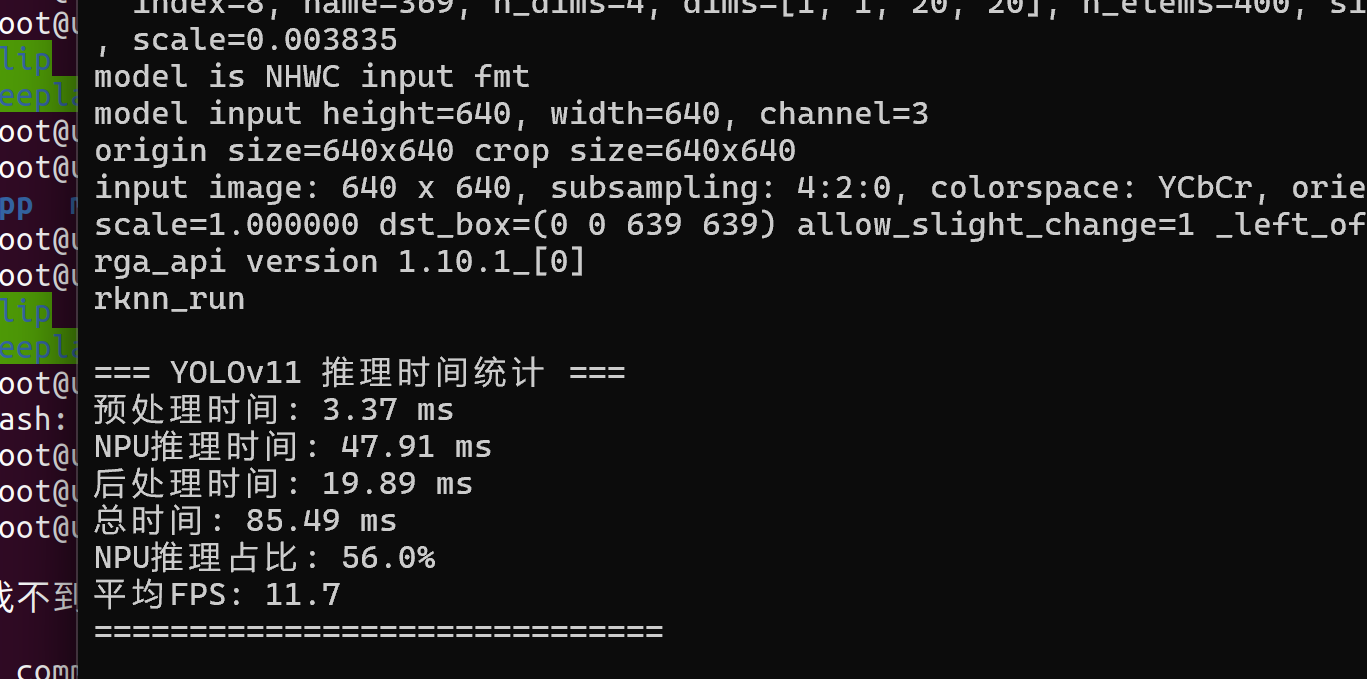 index=8, name=369, n_dims=4, dims=[1, 1, 20, 20], n_elems=400,
, scale=0.003835
model is NHWC input fmt
model input height=640, width=640, channel=3
origin size=640x640 crop size=640x640
input image: 640 x 640, subsampling: 4:2:0, colorspace: YCbCr, orie
scale=1.000000 dst_box=(0 0 639 639) allow_slight_change=1 _left_of
rga_api version 1.10.1_[0]
rknn_run
=== YOLOv11 推理时间统计 ===
预处理时间: 3.37 ms
NPU推理时间: 47.91 ms
后处理时间: 19.89 ms
总时间: 85.49 ms
NPU推理占比: 56.0%
平均FPS: 11.7
==============================
oot@
lip
eepla
oot@
oot@
pp
oot@
oot@
lip
eepla
oot@
ash:
oot@
oot@
oot@
找不到
com